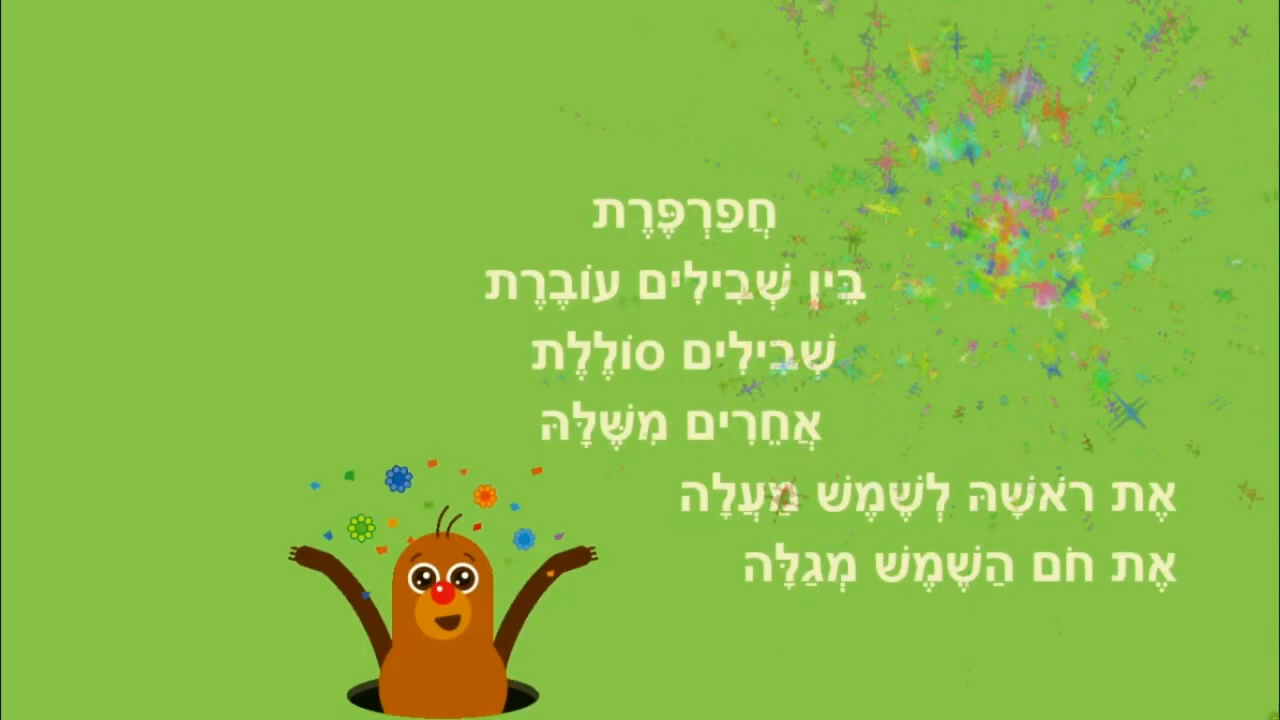 חֲפַרְפֶּרֶת
בֵּין שְׁבִילִים עוֹבֶרֶת
שְׁבִילִים סוֹלֶלֶת
אֲחֵרִים מִשֶּׁלָּהּ
אֶת רֹאשָׁהּ לְשֶׁמֶשׁ מַעֲלָה
אֶת חֹם הַשֶּׁמֶשׁ מְגַלָּה